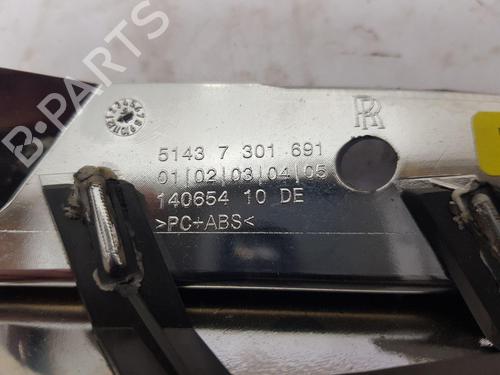 RR
5143 7 301 691
01|02|03|04|05
140654 10 DE
>PC+ABS<
B-PARTS